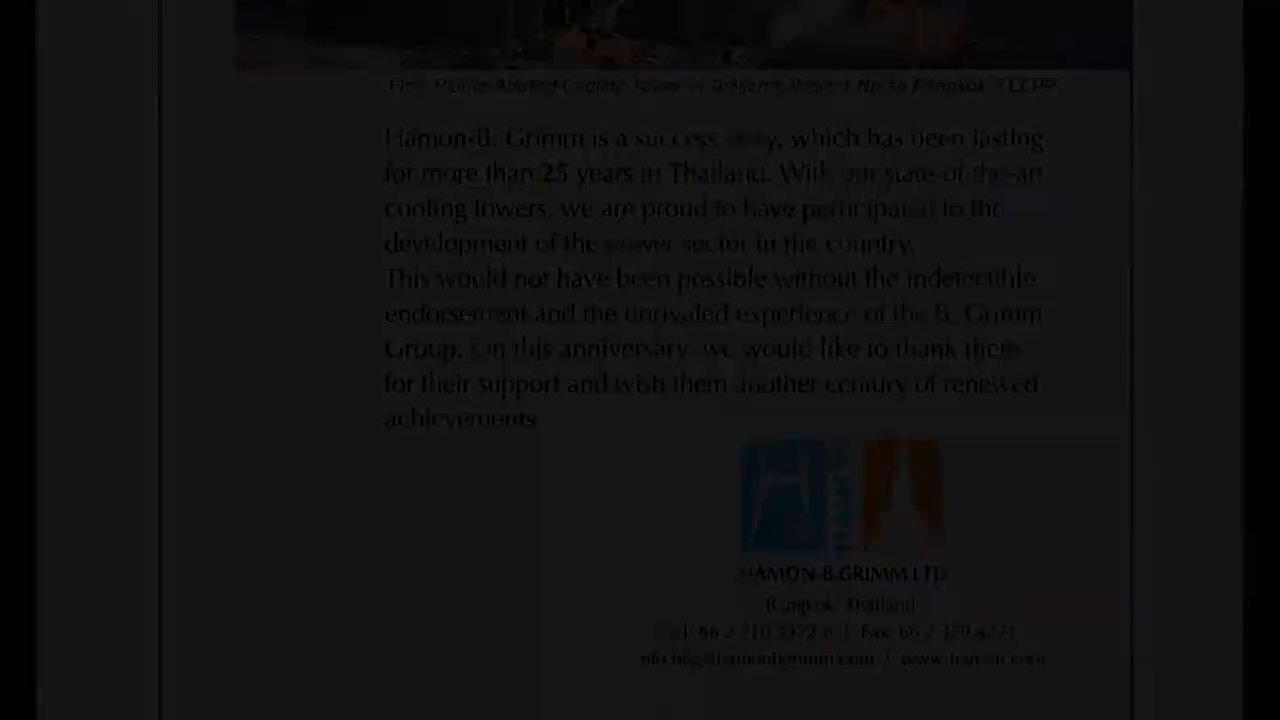 Hamon-B. Grimm is a success story, which has been lasting
for more than 25 years in Thailand. With our state-of-the-art
cooling towers, we are proud to have participated in the
development of the power sector in the country.
This would not have been possible without the indefectible
endorsement and the unrivaled experience of the B. Grimm
Group. On this anniversary, we would like to thank them
for their support and wish them another century of renewed
achievements.
HAMON
HAMON-B.GRIMM LTD
Bangkok, Thailand